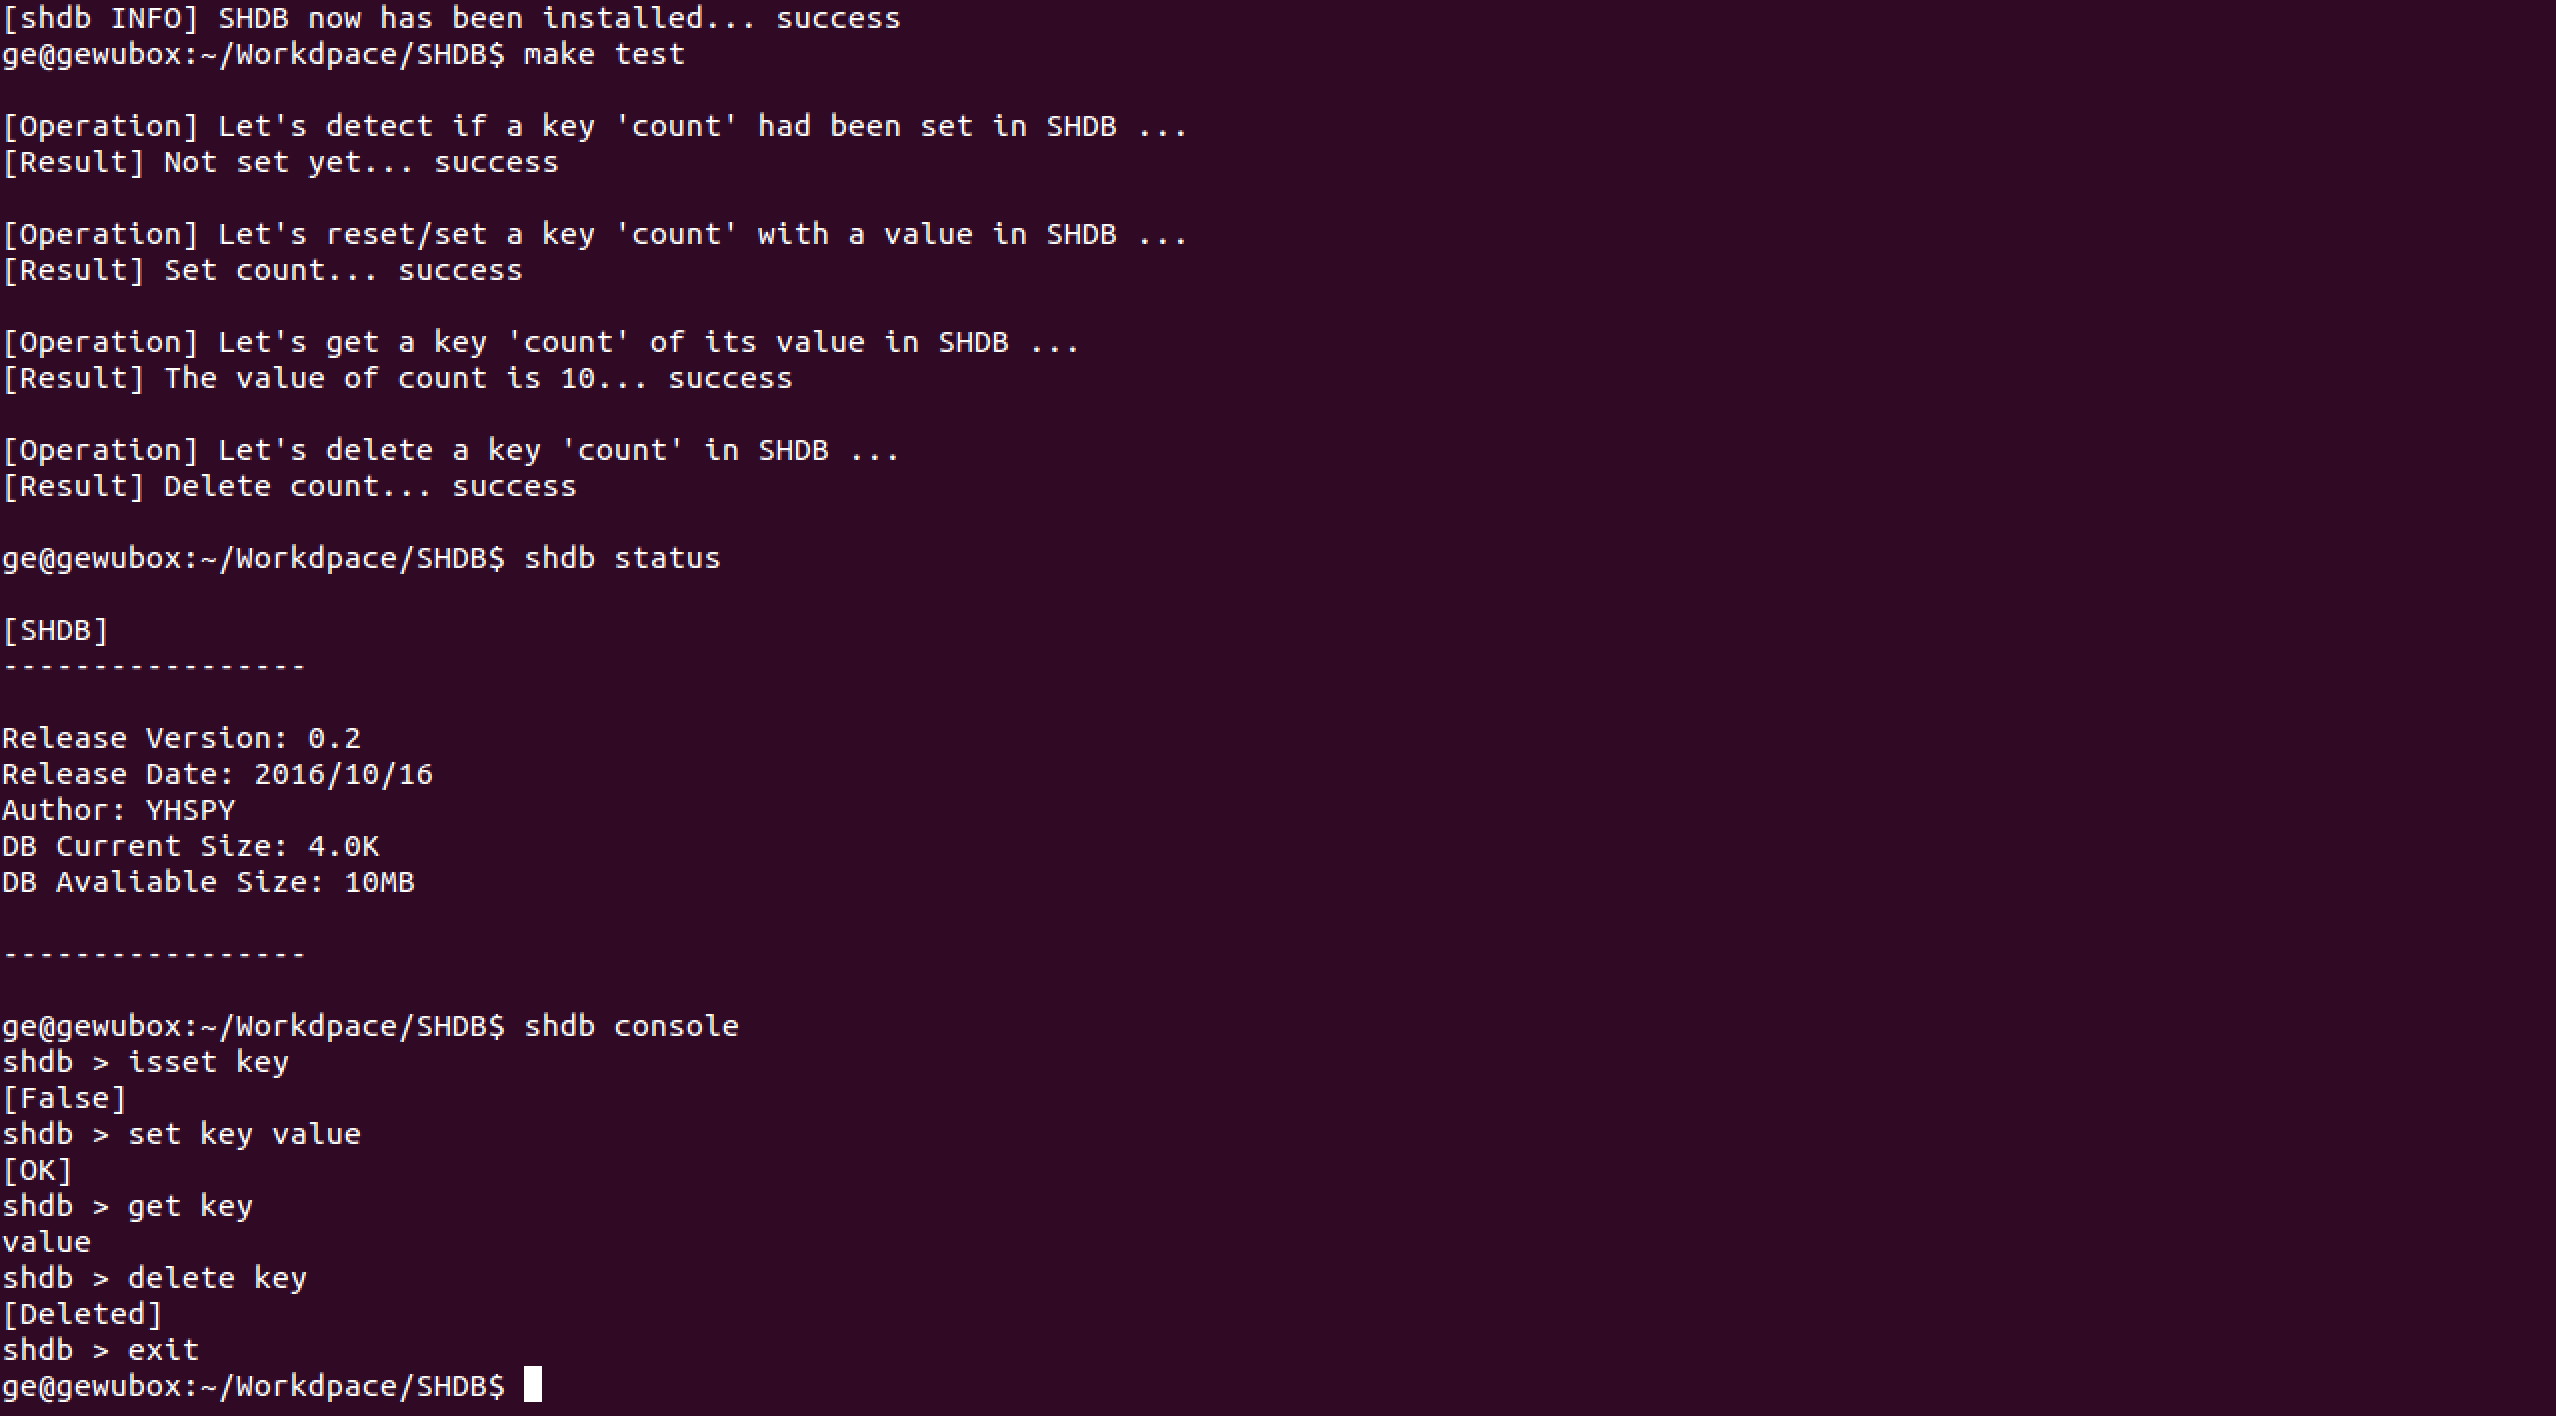 [shdb INFO] SHDB now has been installed... success
ge@gewubox:~/Workdpace/SHDB$ make test
[Operation] Let's detect if a key 'count' had been set in SHDB ...
[Result] Not set yet... success
[Operation] Let's reset/set a key 'count' with a value in SHDB ...
[Result] Set count... success
[Operation] Let's get a key 'count' of its value in SHDB ...
[Result] The value of count is 10... success
[Operation] Let's delete a key 'count' in SHDB ...
[Result] Delete count... success
ge@gewubox:~/Workdpace/SHDB$ shdb status
[SHDB]
-----------------
Release Version: 0.2
Release Date: 2016/10/16
Author: YHSPY
DB Current Size: 4.0K
DB Avaliable Size: 10MB
-----------------
ge@gewubox:~/Workdpace/SHDB$ shdb console
shdb > isset key
[False]
shdb > set key value
[OK]
shdb > get key
value
shdb > delete key
[Deleted]
shdb > exit
ge@gewubox:~/Workdpace/SHDB$